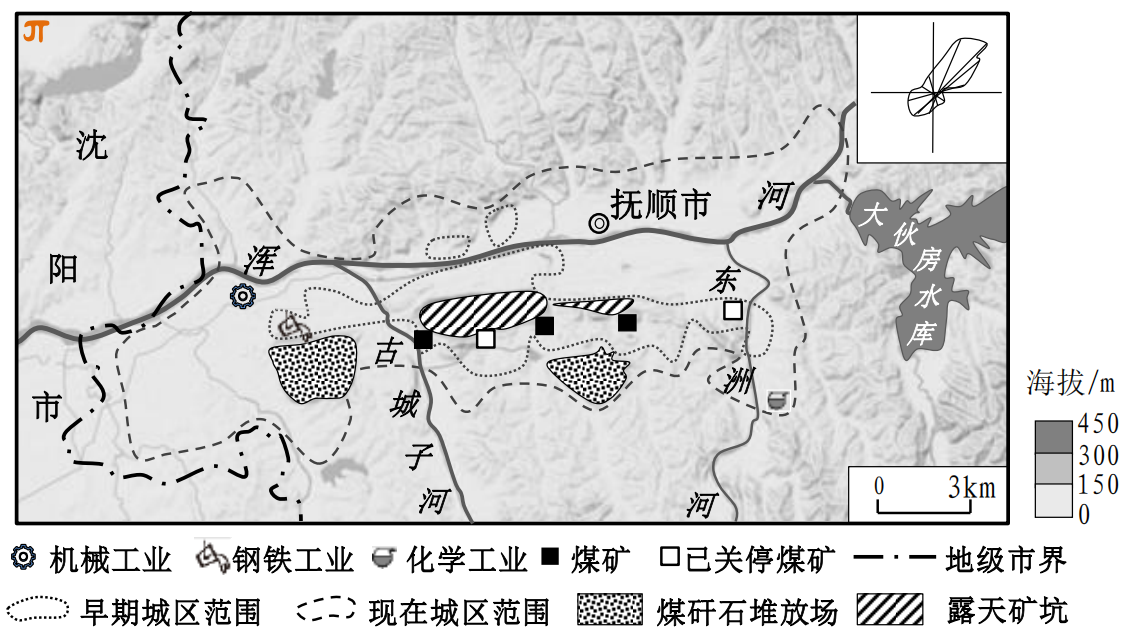 沈
阳
市
浑
河
抚顺市
大
伙
房
水
库
东
洲
河
古
城
子
河
海拔/m
450
300
150
0
0 3km
机械工业 钢铁工业 化学工业 煤矿 已关停煤矿 地级市界
早期城区范围 现在城区范围 煤矸石堆放场 露天矿坑